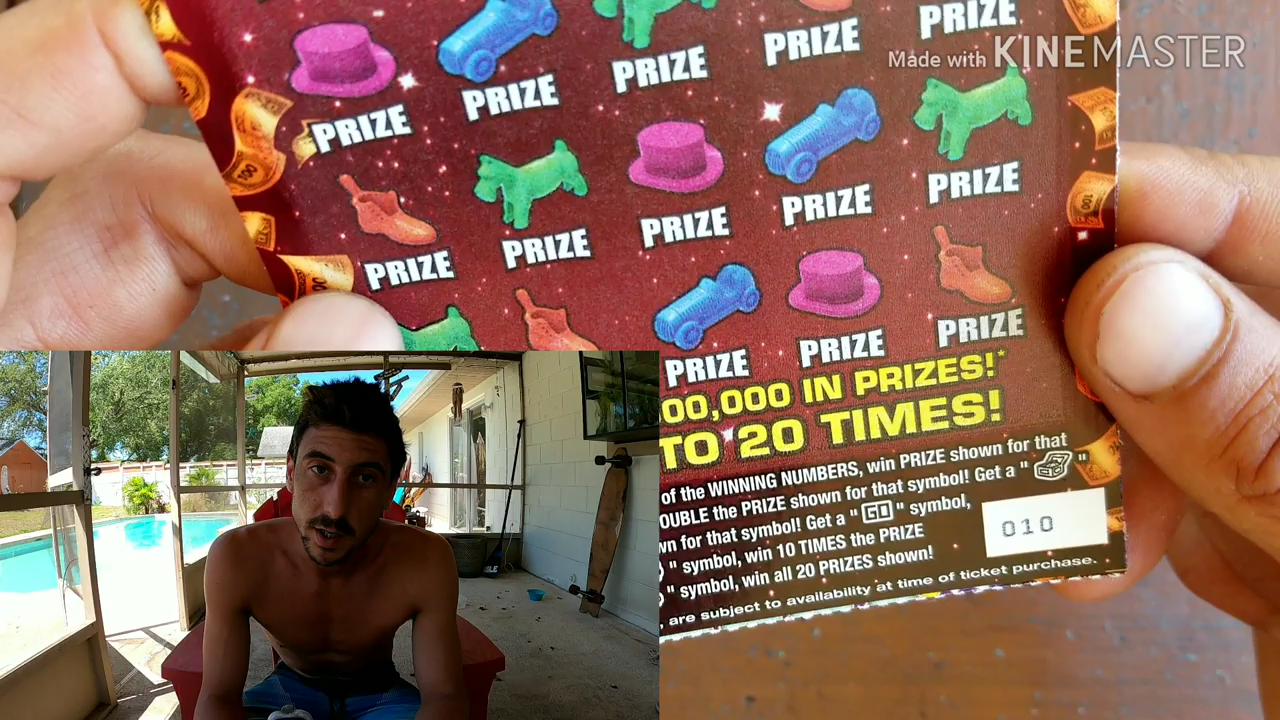 Made with KINEMASTER
PRIZE PRIZE PRIZE PRIZE PRIZE
PRIZE PRIZE PRIZE PRIZE PRIZE
PRIZE PRIZE PRIZE
00,000 IN PRIZES!*
TO 20 TIMES!
of the WINNING NUMBERS, win PRIZE shown for that
OUBLE the PRIZE shown for that symbol! Get a " "
wn for that symbol! Get a " GO " symbol,
" symbol, win 10 TIMES the PRIZE
" symbol, win all 20 PRIZES shown!
, are subject to availability at time of ticket purchase.
010
100